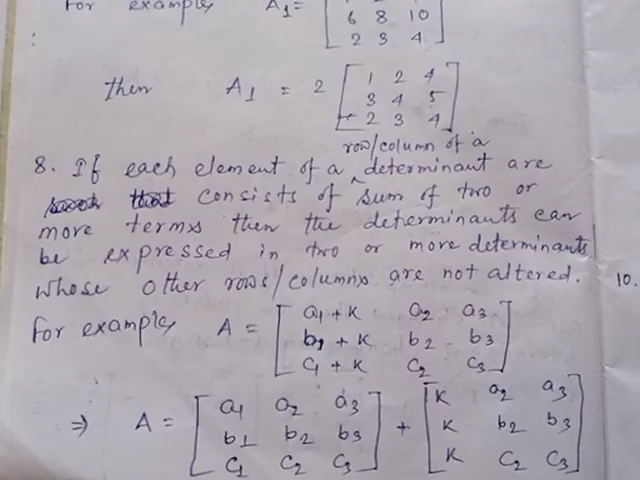 For example, A1 =
6 8 10
2 3 4
then A1 = 2 [ 1 2 4
3 4 5
2 3 4 ]
row/column of a
8. If each element of a ^ determinant are
consists of sum of two or
more terms then the determinants can
be expressed in two or more determinants
whose other rows/columns are not altered.
10.
For example, A = [ a1 + K a2 a3
b1 + K b2 b3
c1 + K c2 c3 ]
⇒ A = [ a1 a2 a3 ] + [ K a2 a3 ]
b1 b2 b3 K b2 b3
c1 c2 c3 K c2 c3